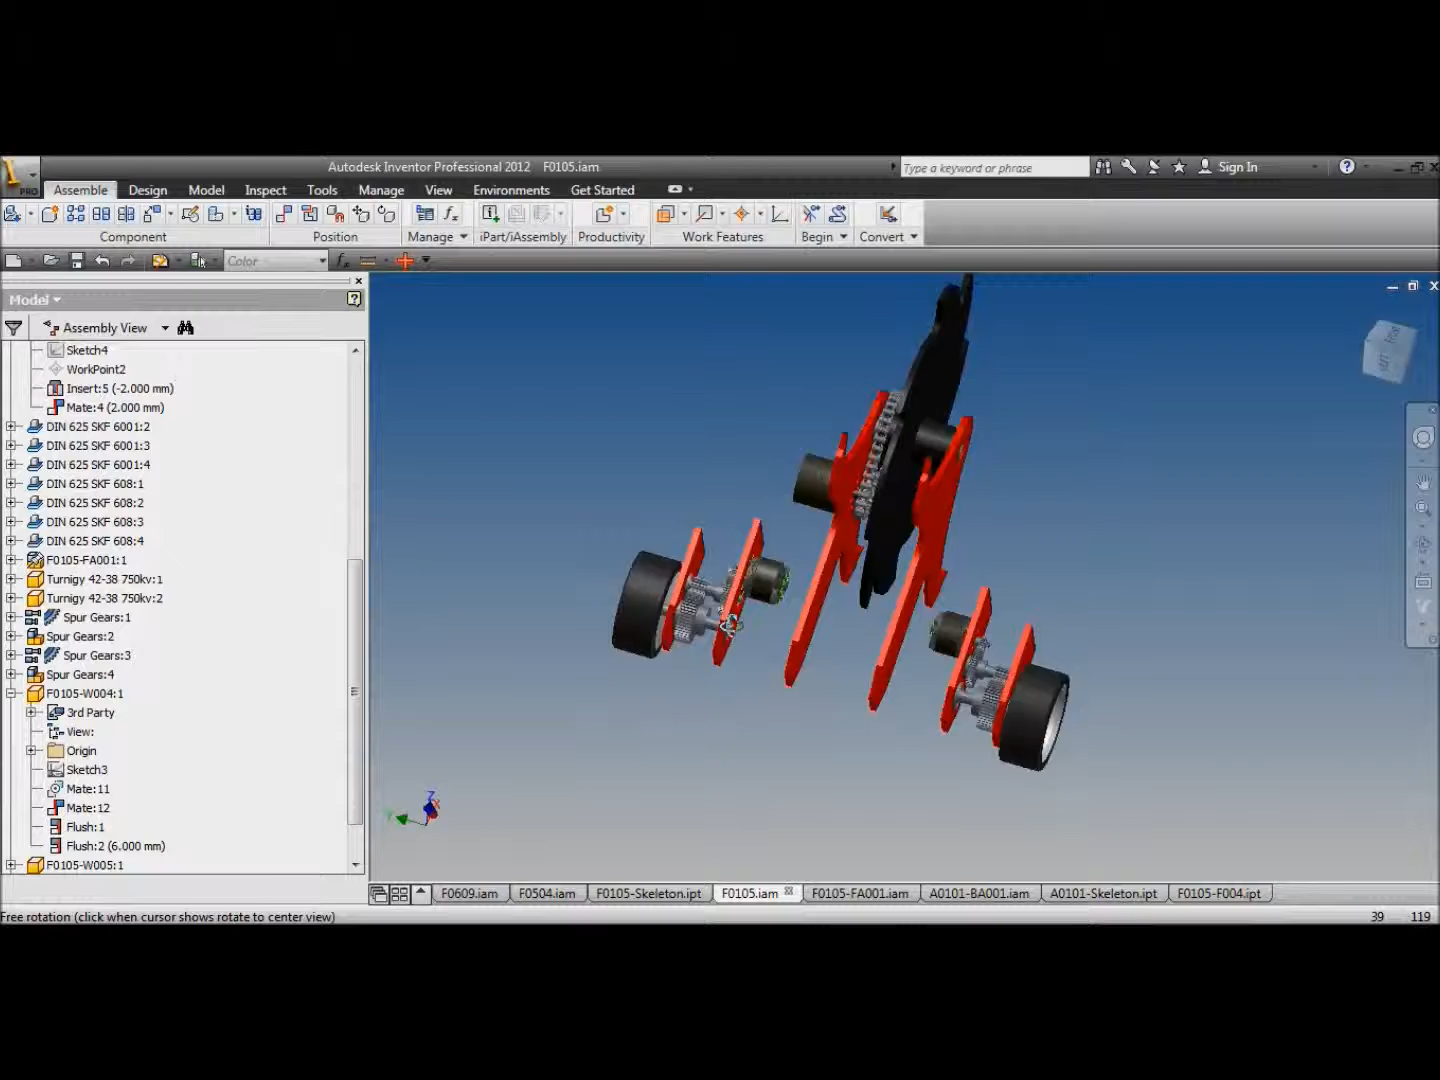 Autodesk Inventor Professional 2012 F0105.iam
Type a keyword or phrase
Sign In
PRO
Assemble Design Model Inspect Tools Manage View Environments Get Started
Component Position Manage iPart/iAssembly Productivity Work Features Begin Convert
Color
Model
Assembly View
Sketch4
WorkPoint2
Insert:5 (-2.000 mm)
Mate:4 (2.000 mm)
DIN 625 SKF 6001:2
DIN 625 SKF 6001:3
DIN 625 SKF 6001:4
DIN 625 SKF 608:1
DIN 625 SKF 608:2
DIN 625 SKF 608:3
DIN 625 SKF 608:4
F0105-FA001:1
Turnigy 42-38 750kv:1
Turnigy 42-38 750kv:2
Spur Gears:1
Spur Gears:2
Spur Gears:3
Spur Gears:4
F0105-W004:1
3rd Party
View:
Origin
Sketch3
Mate:11
Mate:12
Flush:1
Flush:2 (6.000 mm)
F0105-W005:1
Z
F0609.iam F0504.iam F0105-Skeleton.ipt F0105.iam F0105-FA001.iam A0101-BA001.iam A0101-Skeleton.ipt F0105-F004.ipt
Free rotation (click when cursor shows rotate to center view)
39 119